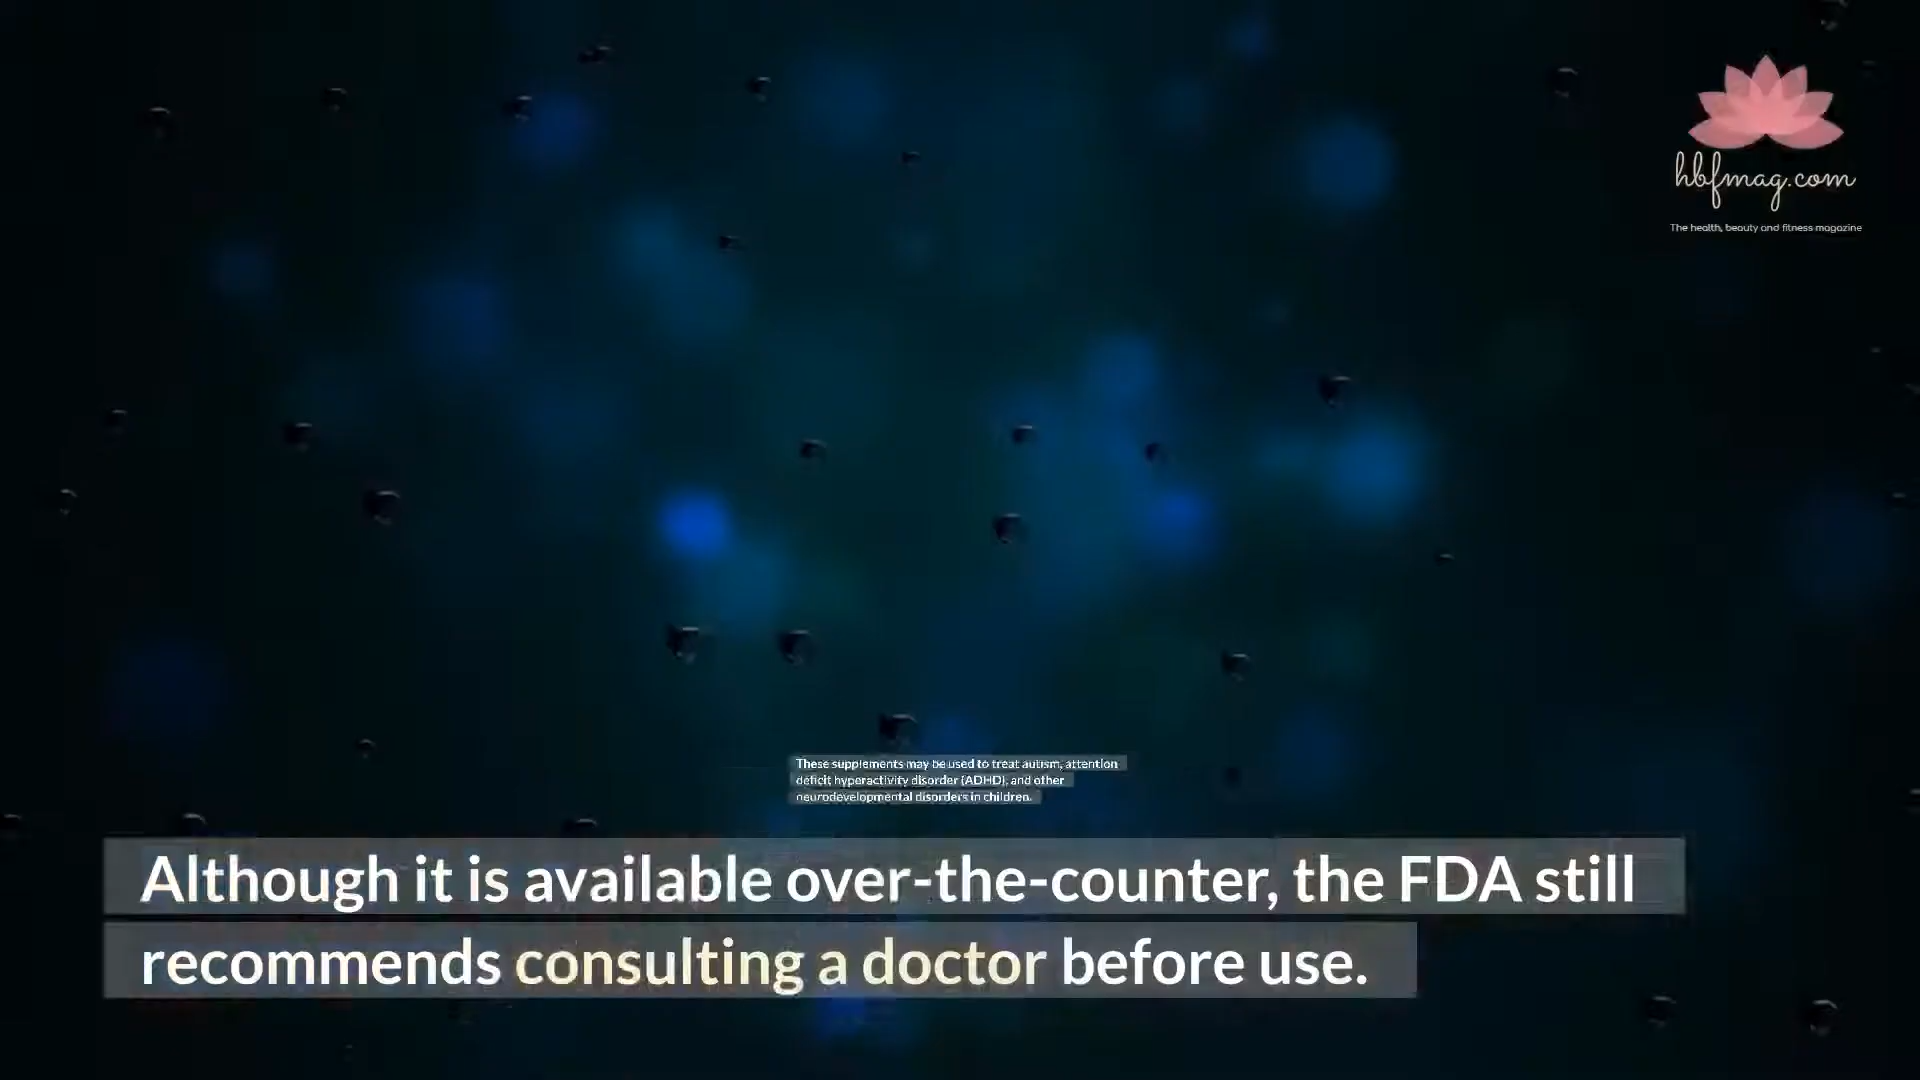 hbfmag.com
The health, beauty and fitness magazine
These supplements may be used to treat autism, attention
deficit hyperactivity disorder (ADHD), and other
neurodevelopmental disorders in children.
Although it is available over-the-counter, the FDA still
recommends consulting a doctor before use.